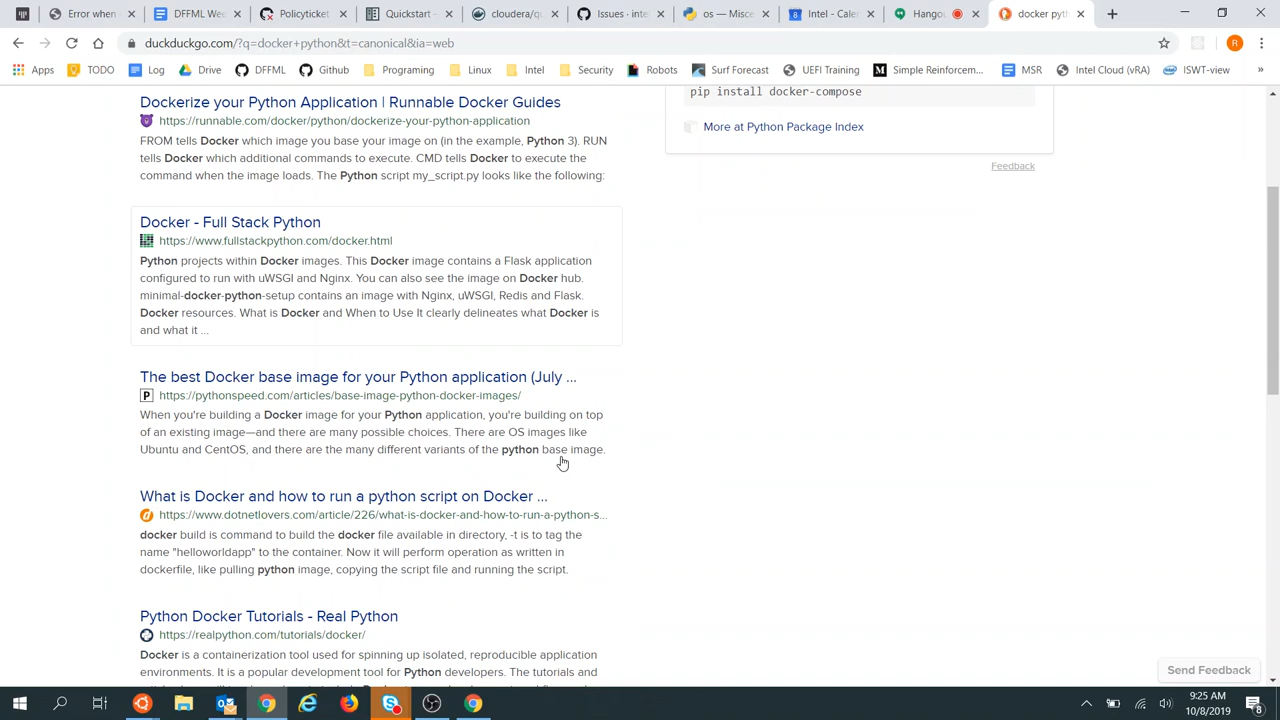 Error when
DFFML Wee
Policyticket
Quickstart -
cloudera/qu
Issues · inte
os — Misce
Intel - Cale
Hangou
docker pyth
duckduckgo.com/?q=docker+python&t=canonical&ia=web
R
Apps
TODO
Log
Drive
DFFML
Github
Programing
Linux
Intel
Security
Robots
Surf Forecast
UEFI Training
Simple Reinforcem...
MSR
Intel Cloud (vRA)
ISWT-view
»
Dockerize your Python Application | Runnable Docker Guides
https://runnable.com/docker/python/dockerize-your-python-application
FROM tells Docker which image you base your image on (in the example, Python 3). RUN
tells Docker which additional commands to execute. CMD tells Docker to execute the
command when the image loads. The Python script my_script.py looks like the following:
pip install docker-compose
More at Python Package Index
Feedback
Docker - Full Stack Python
https://www.fullstackpython.com/docker.html
Python projects within Docker images. This Docker image contains a Flask application
configured to run with uWSGI and Nginx. You can also see the image on Docker hub.
minimal-docker-python-setup contains an image with Nginx, uWSGI, Redis and Flask.
Docker resources. What is Docker and When to Use It clearly delineates what Docker is
and what it ...
The best Docker base image for your Python application (July ...
P https://pythonspeed.com/articles/base-image-python-docker-images/
When you're building a Docker image for your Python application, you're building on top
of an existing image—and there are many possible choices. There are OS images like
Ubuntu and CentOS, and there are the many different variants of the python base image.
What is Docker and how to run a python script on Docker ...
https://www.dotnetlovers.com/article/226/what-is-docker-and-how-to-run-a-python-s...
docker build is command to build the docker file available in directory, -t is to tag the
name "helloworldapp" to the container. Now it will perform operation as written in
dockerfile, like pulling python image, copying the script file and running the script.
Python Docker Tutorials - Real Python
https://realpython.com/tutorials/docker/
Docker is a containerization tool used for spinning up isolated, reproducible application
environments. It is a popular development tool for Python developers. The tutorials and
Send Feedback
9:25 AM
10/8/2019
8